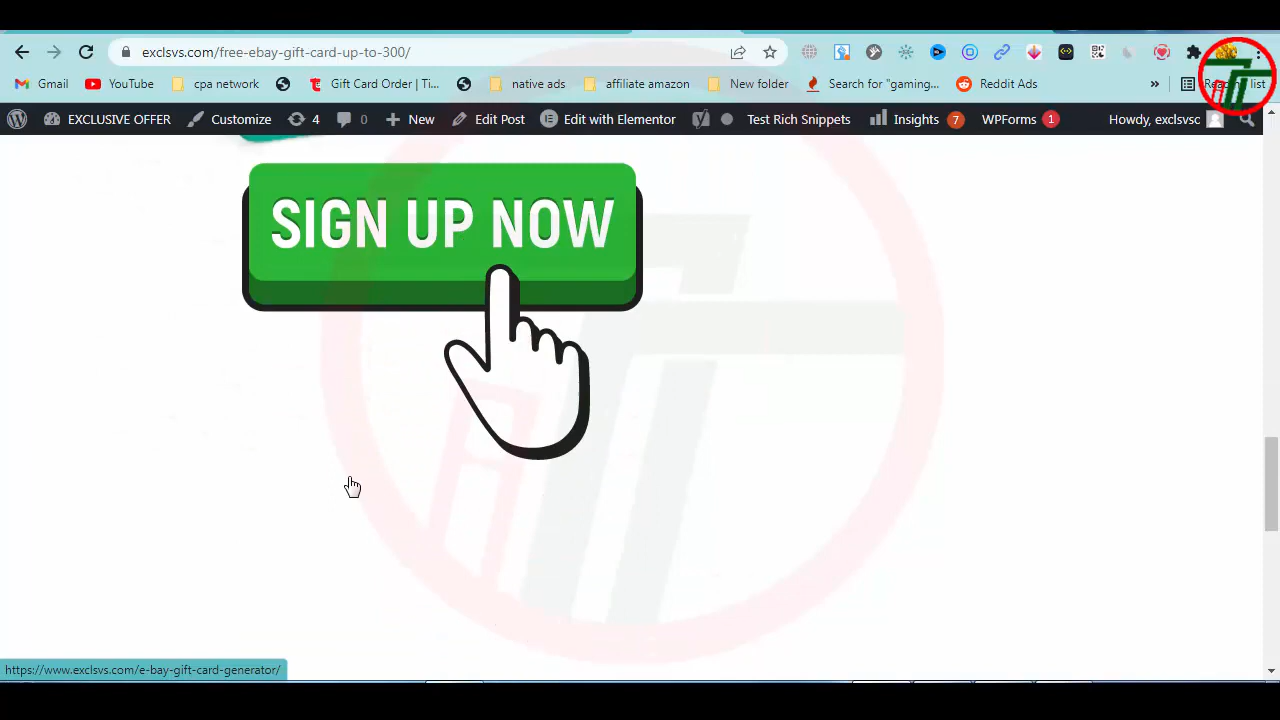 exclsvs.com/free-ebay-gift-card-up-to-300/
Gmail YouTube cpa network Gift Card Order | Ti... native ads affiliate amazon New folder Search for "gaming... Reddit Ads » Reading list
EXCLUSIVE OFFER Customize 4 0 New Edit Post Edit with Elementor Test Rich Snippets Insights 7 WPForms 1 Howdy, exclsvsc
SIGN UP NOW
https://www.exclsvs.com/e-bay-gift-card-generator/